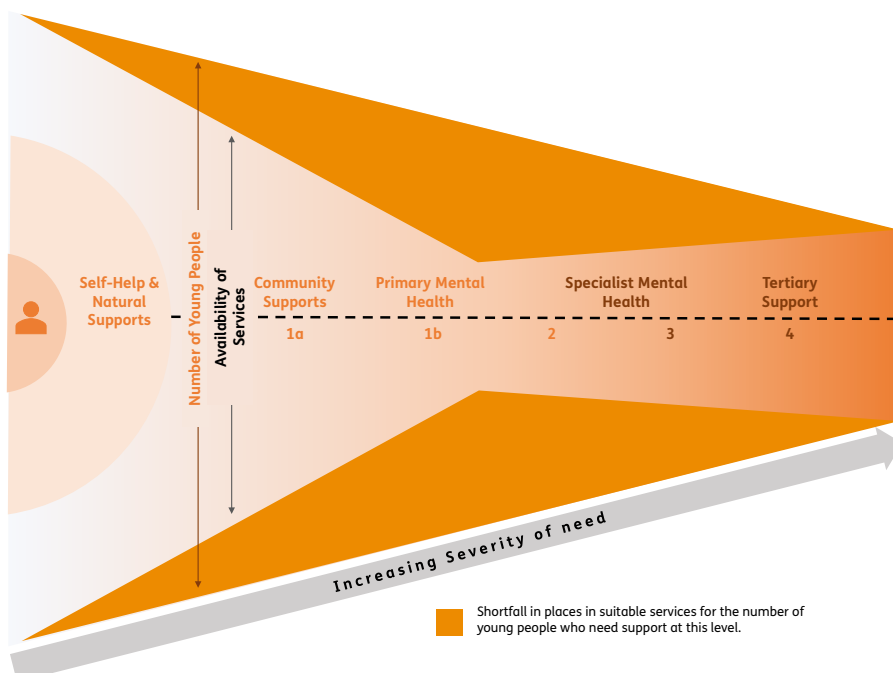 Self-Help &
Natural
Supports
Number of Young People
Availability of
Services
Community
Supports
1a
Primary Mental
Health
1b
2
Specialist Mental
Health
3
Tertiary
Support
4
Increasing Severity of need
Shortfall in places in suitable services for the number of
young people who need support at this level.